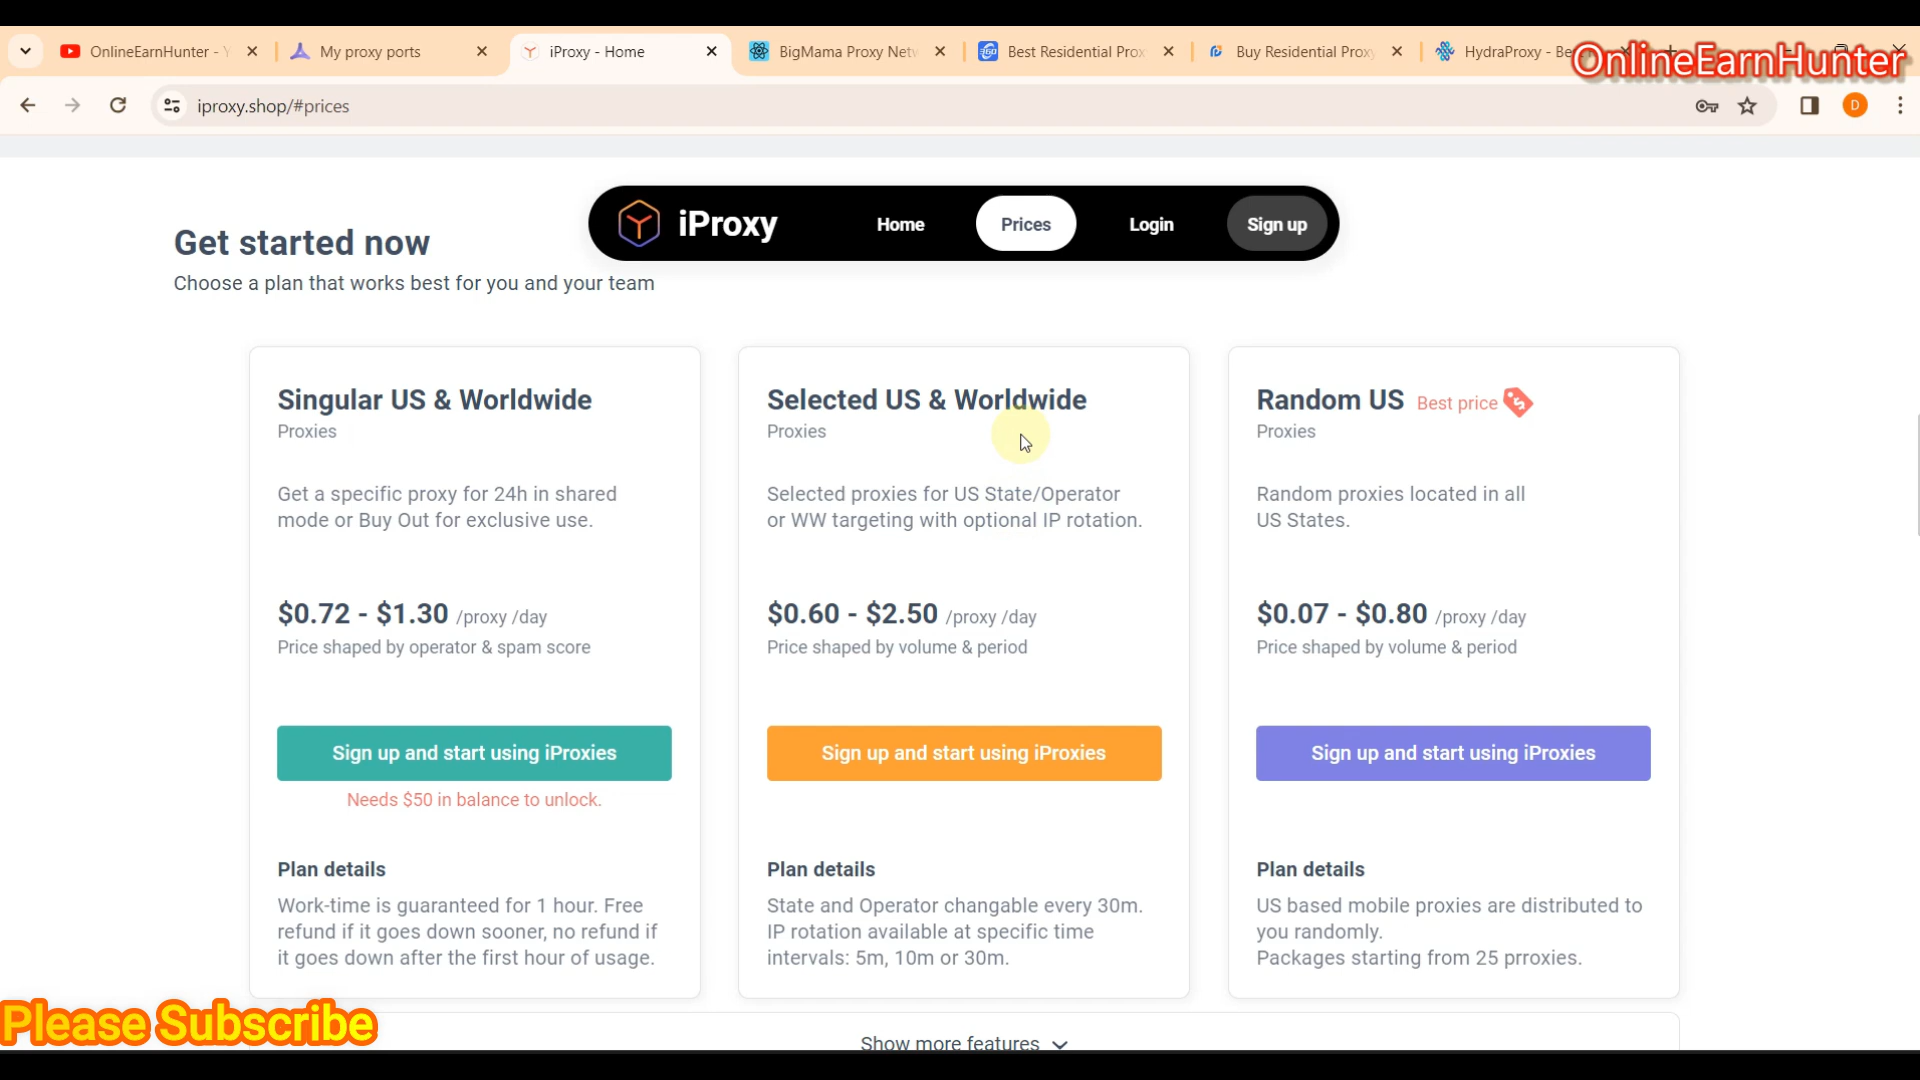 OnlineEarnHunter - Y
My proxy ports
iProxy - Home
BigMama Proxy Netw
Best Residential Prox
Buy Residential Proxy
HydraProxy - Be
OnlineEarnHunter
iproxy.shop/#prices
D
iProxy
Home
Prices
Login
Sign up
Get started now
Choose a plan that works best for you and your team
Singular US & Worldwide
Proxies
Get a specific proxy for 24h in shared
mode or Buy Out for exclusive use.
$0.72 - $1.30 /proxy /day
Price shaped by operator & spam score
Sign up and start using iProxies
Needs $50 in balance to unlock.
Plan details
Work-time is guaranteed for 1 hour. Free
refund if it goes down sooner, no refund if
it goes down after the first hour of usage.
Selected US & Worldwide
Proxies
Selected proxies for US State/Operator
or WW targeting with optional IP rotation.
$0.60 - $2.50 /proxy /day
Price shaped by volume & period
Sign up and start using iProxies
Plan details
State and Operator changable every 30m.
IP rotation available at specific time
intervals: 5m, 10m or 30m.
Random US Best price
Proxies
Random proxies located in all
US States.
$0.07 - $0.80 /proxy /day
Price shaped by volume & period
Sign up and start using iProxies
Plan details
US based mobile proxies are distributed to
you randomly.
Packages starting from 25 prroxies.
Show more features
Please Subscribe